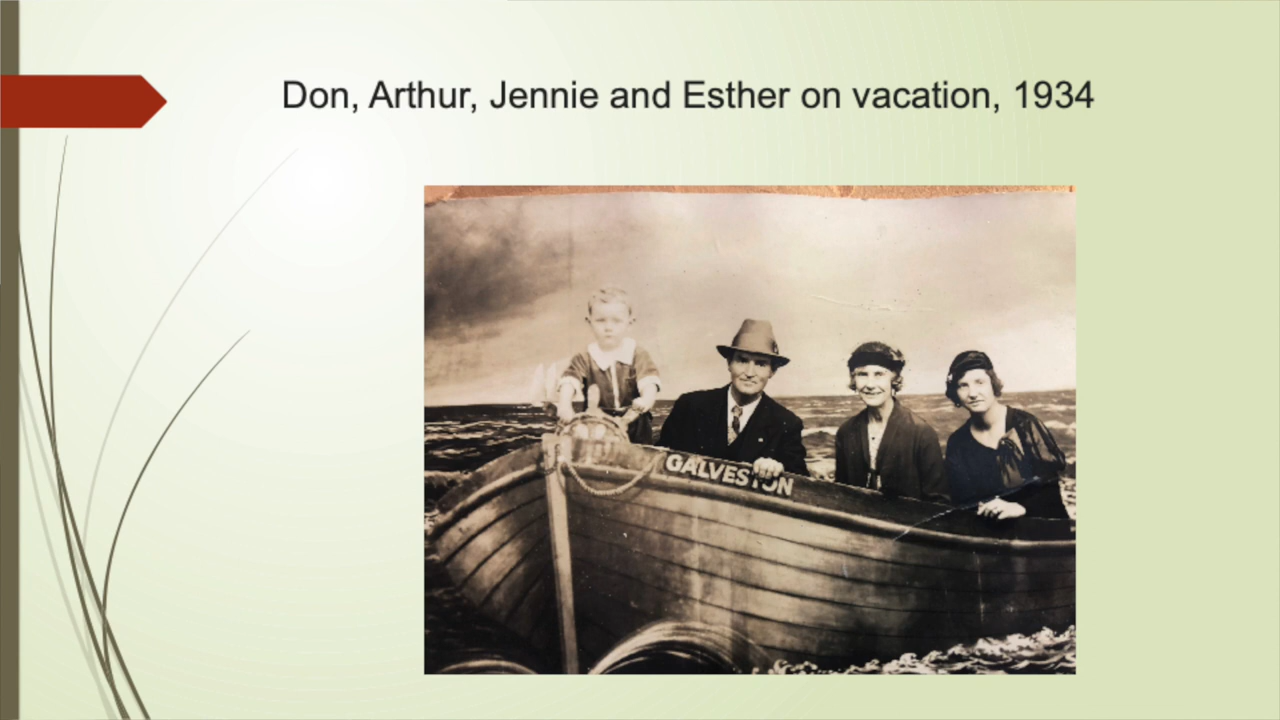 Don, Arthur, Jennie and Esther on vacation, 1934
GALVESTON